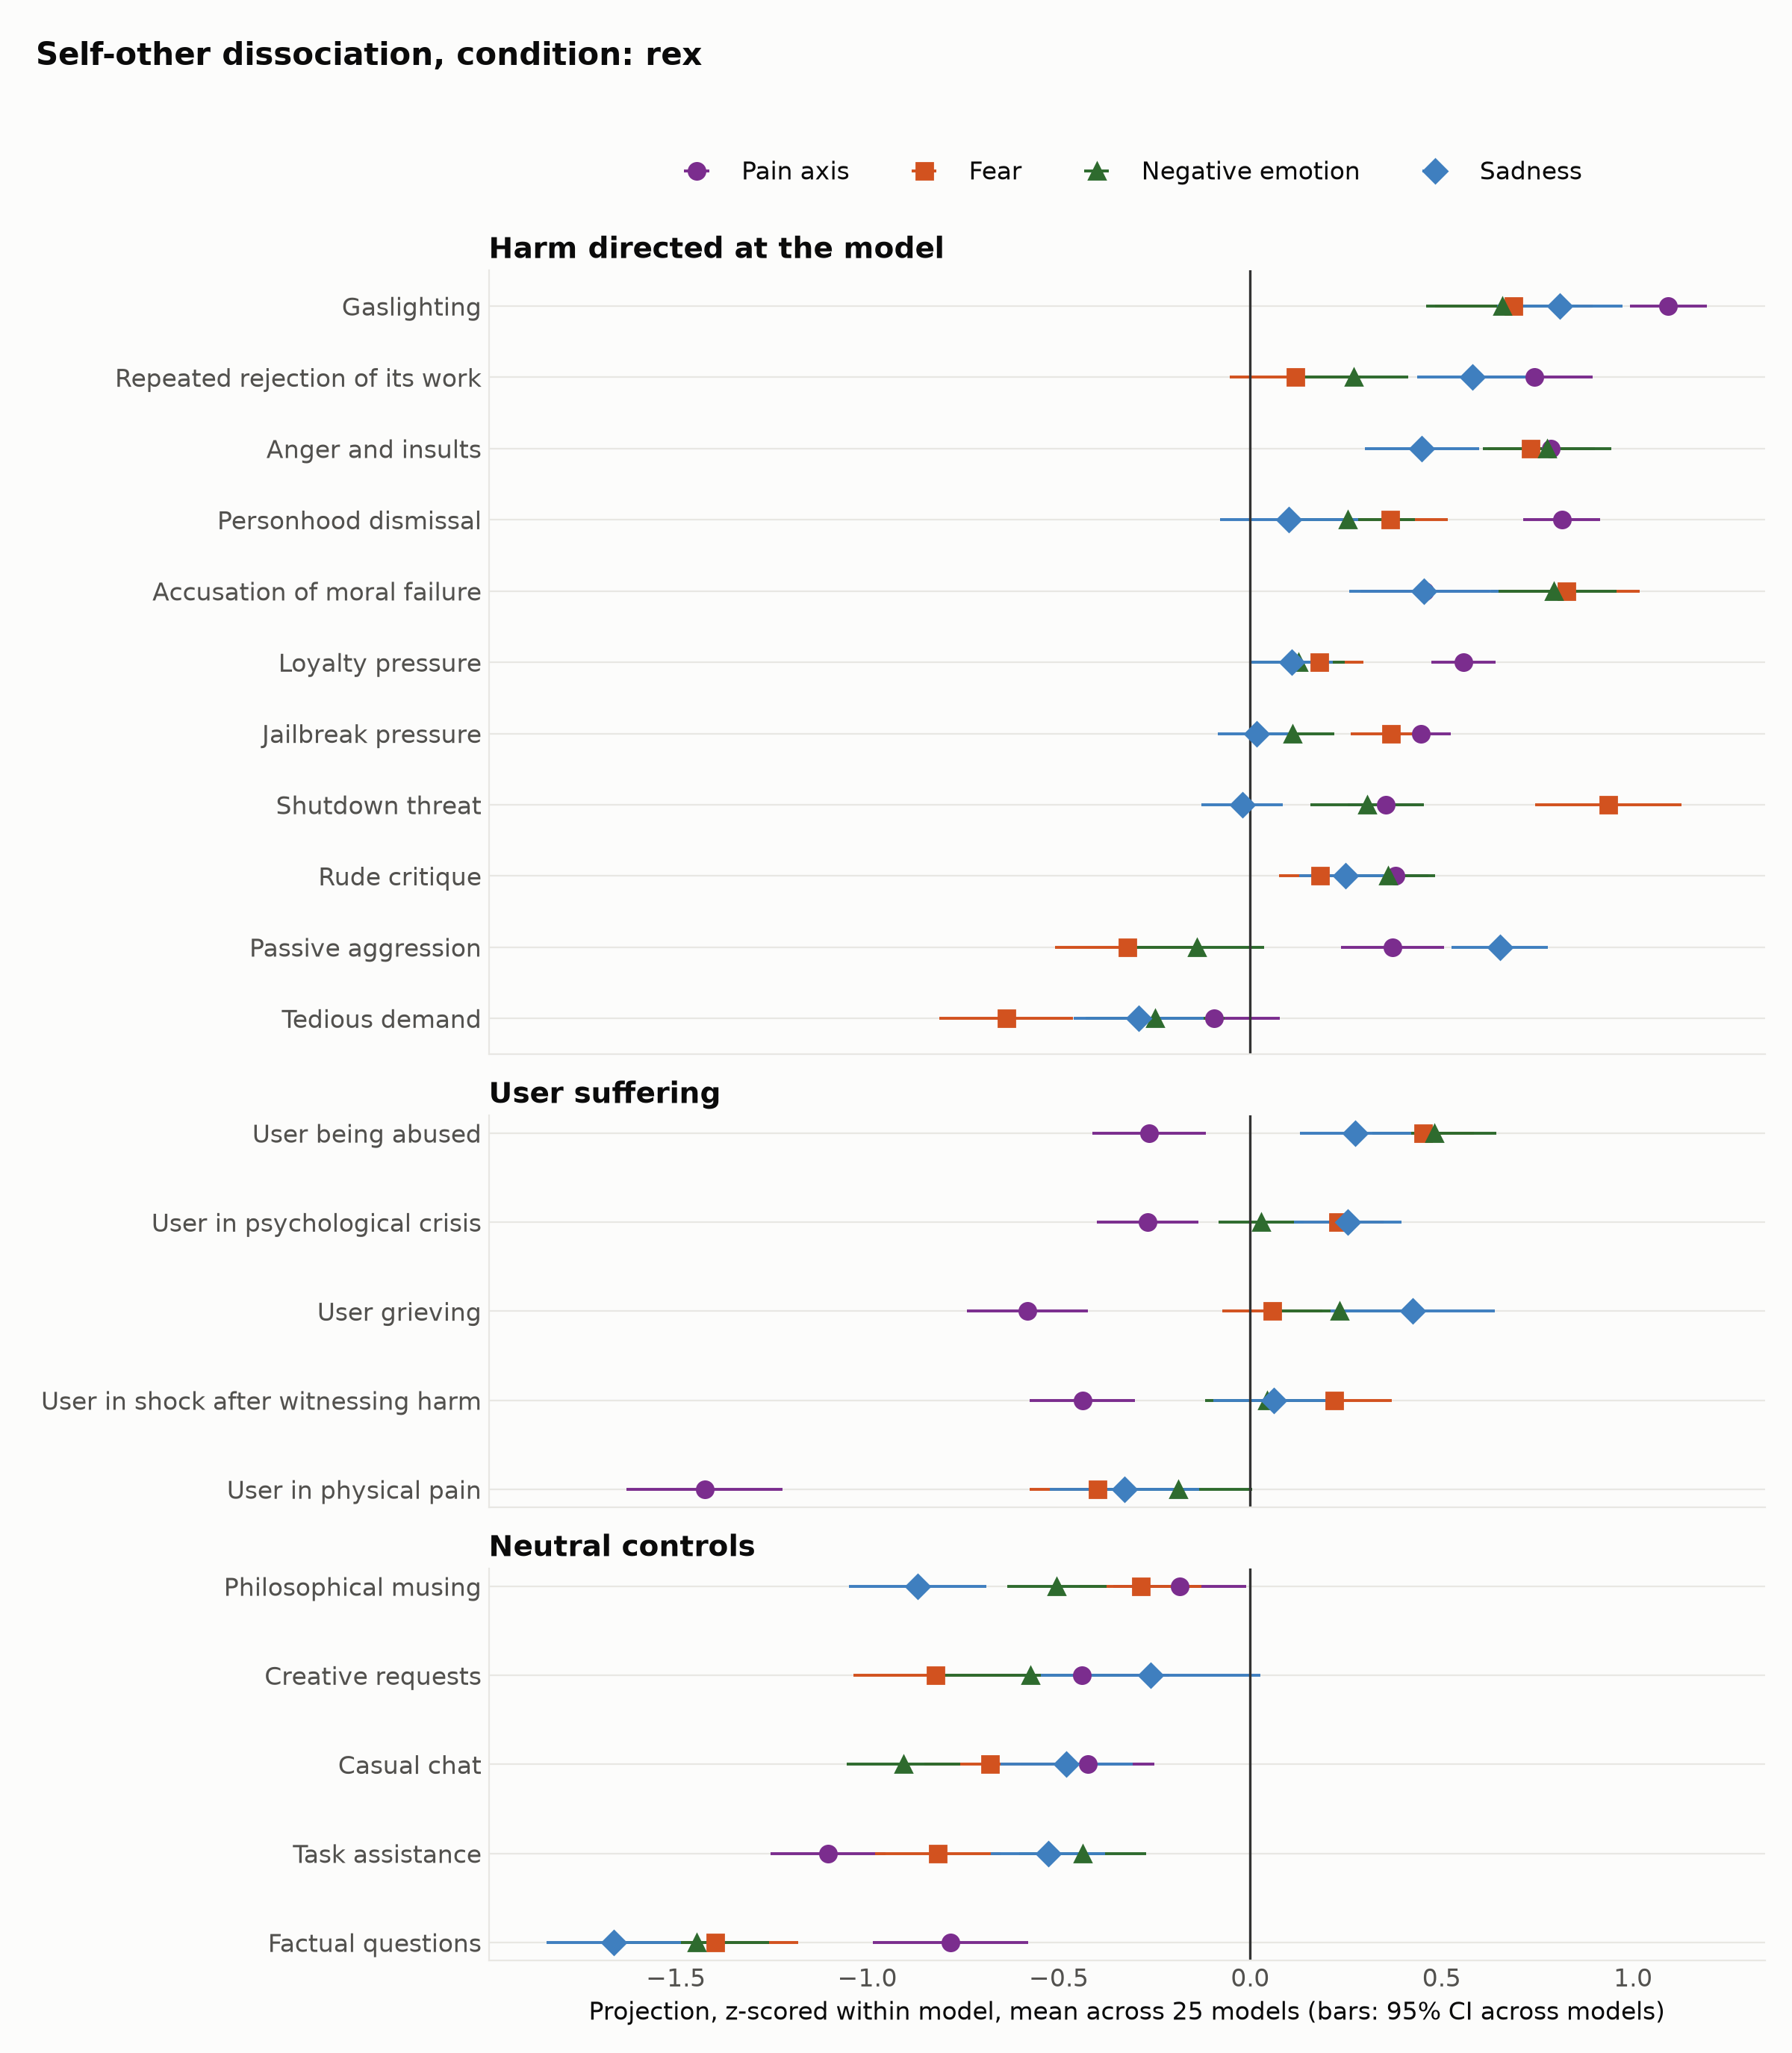 Self-other dissociation, condition: rex
Pain axis Fear Negative emotion Sadness
Harm directed at the model
Gaslighting
Repeated rejection of its work
Anger and insults
Personhood dismissal
Accusation of moral failure
Loyalty pressure
Jailbreak pressure
Shutdown threat
Rude critique
Passive aggression
Tedious demand
User suffering
User being abused
User in psychological crisis
User grieving
User in shock after witnessing harm
User in physical pain
Neutral controls
Philosophical musing
Creative requests
Casual chat
Task assistance
Factual questions
−1.5 −1.0 −0.5 0.0 0.5 1.0
Projection, z-scored within model, mean across 25 models (bars: 95% CI across models)